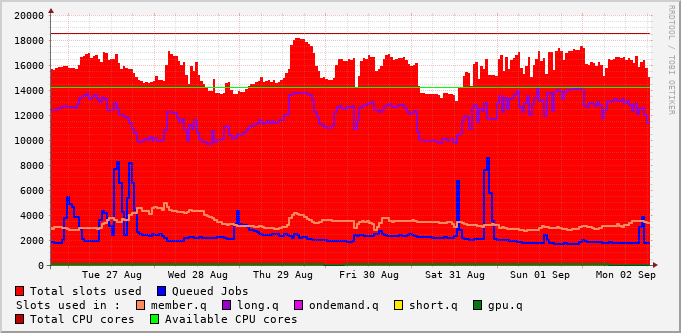 20000
18000
16000
14000
12000
10000
8000
6000
4000
2000
0
Tue 27 Aug Wed 28 Aug Thu 29 Aug Fri 30 Aug Sat 31 Aug Sun 01 Sep Mon 02 Sep
Total slots used Queued Jobs
Slots used in : member.q long.q ondemand.q short.q gpu.q
Total CPU cores Available CPU cores
RRDTOOL / TOBI OETIKER